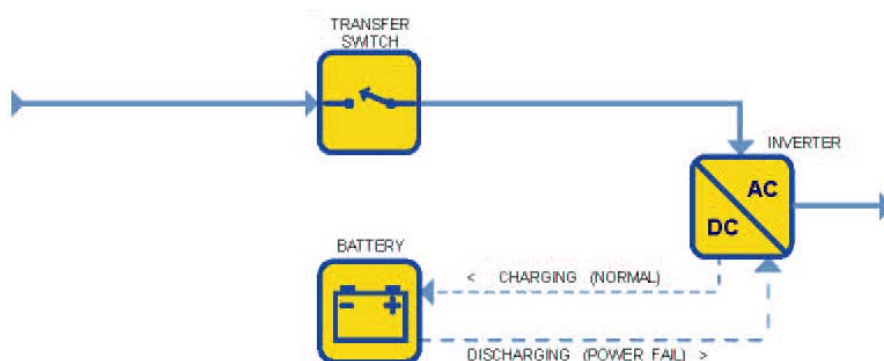 TRANSFER
SWITCH
INVERTER
AC
DC
BATTERY
< CHARGING (NORMAL)
- +
DISCHARGING (POWER FAIL) >